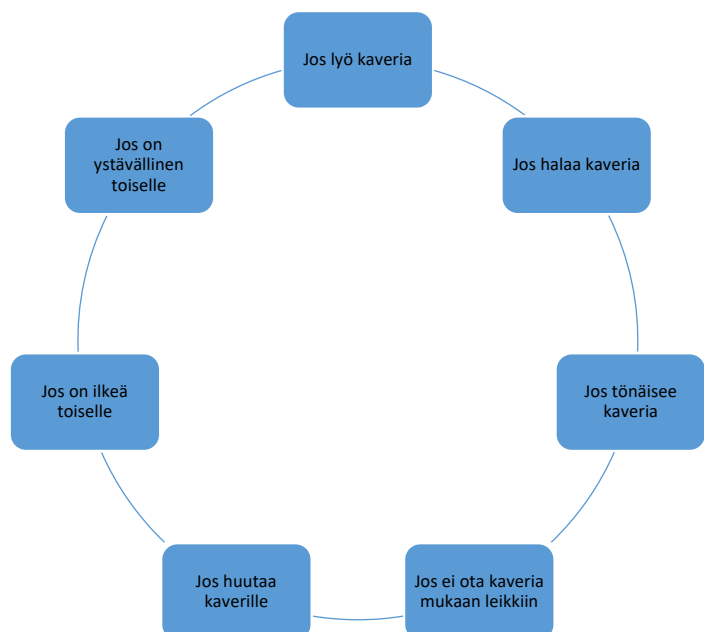 Jos lyö kaveria
Jos halaa kaveria
Jos tönäisee
kaveria
Jos ei ota kaveria
mukaan leikkiin
Jos huutaa
kaverille
Jos on ilkeä
toiselle
Jos on
ystävällinen
toiselle